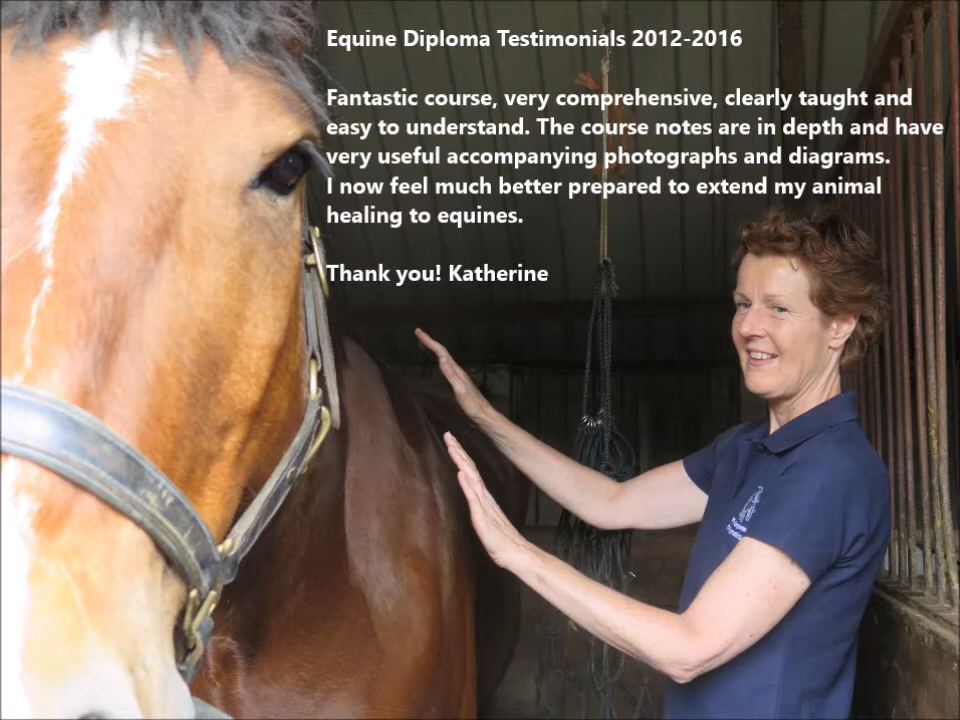 Equine Diploma Testimonials 2012-2016
Fantastic course, very comprehensive, clearly taught and
easy to understand. The course notes are in depth and have
very useful accompanying photographs and diagrams.
I now feel much better prepared to extend my animal
healing to equines.
Thank you! Katherine